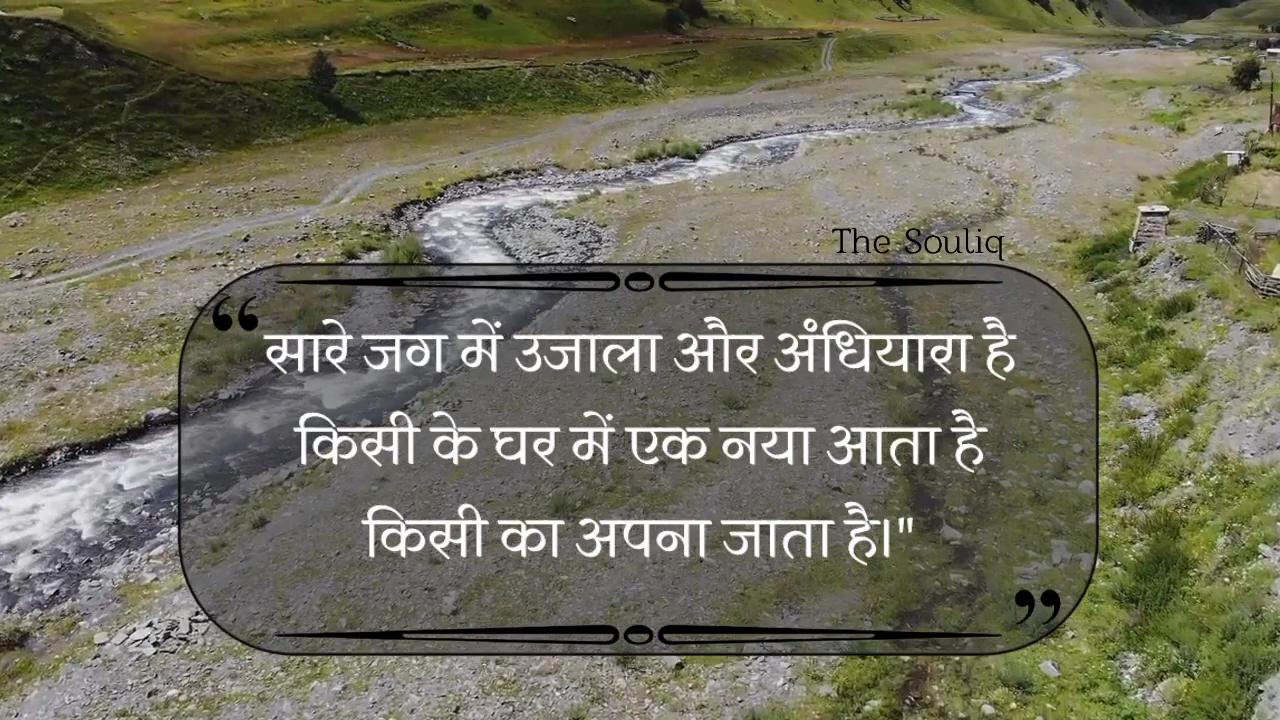 The Souliq
“सारे जग में उजाला और अंधियारा है
किसी के घर में एक नया आता है
किसी का अपना जाता है।"
”